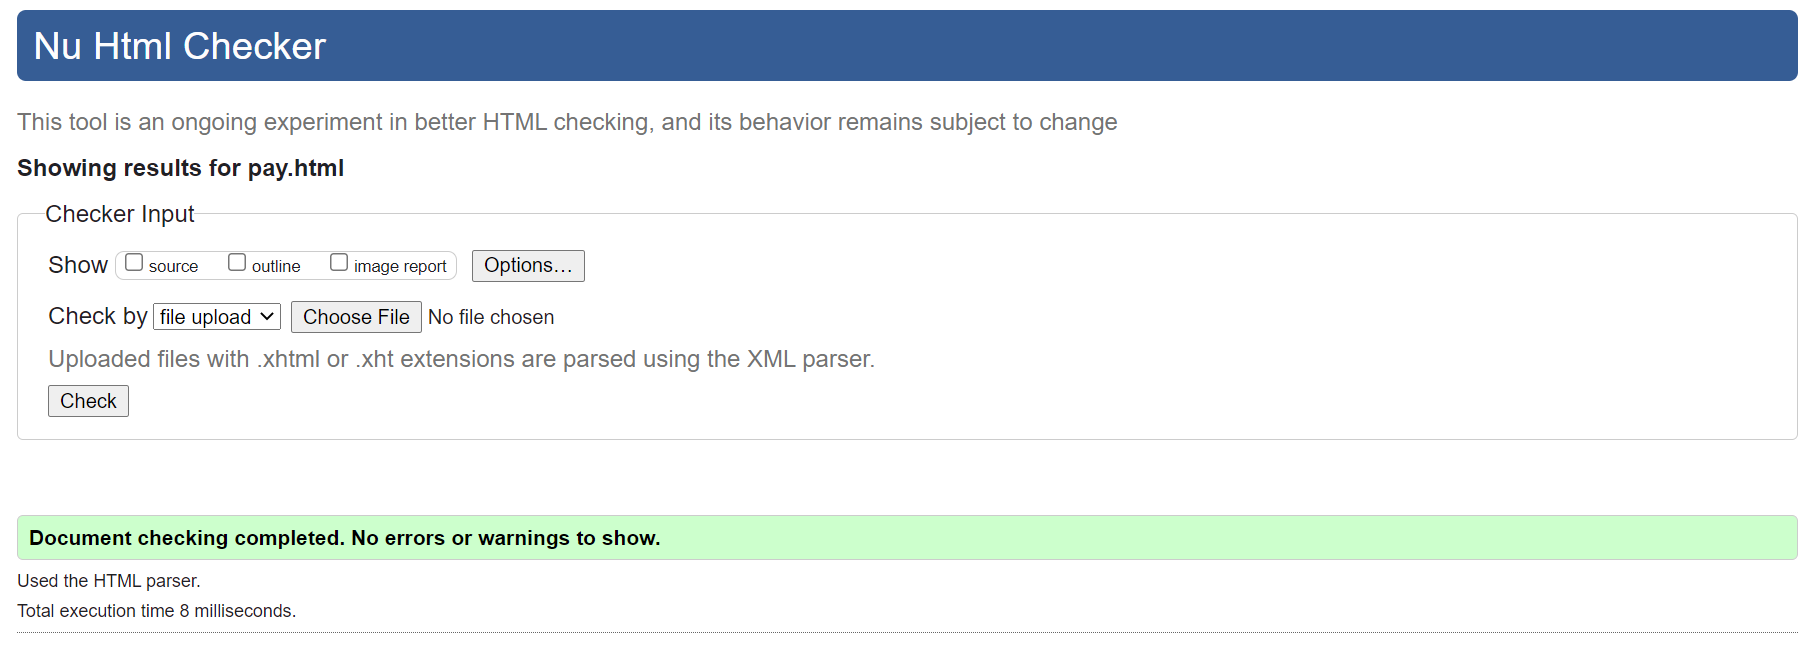 Nu Html Checker
This tool is an ongoing experiment in better HTML checking, and its behavior remains subject to change
Showing results for pay.html
Checker Input
Show source outline image report Options...
Check by file upload Choose File No file chosen
Uploaded files with .xhtml or .xht extensions are parsed using the XML parser.
Check
Document checking completed. No errors or warnings to show.
Used the HTML parser.
Total execution time 8 milliseconds.